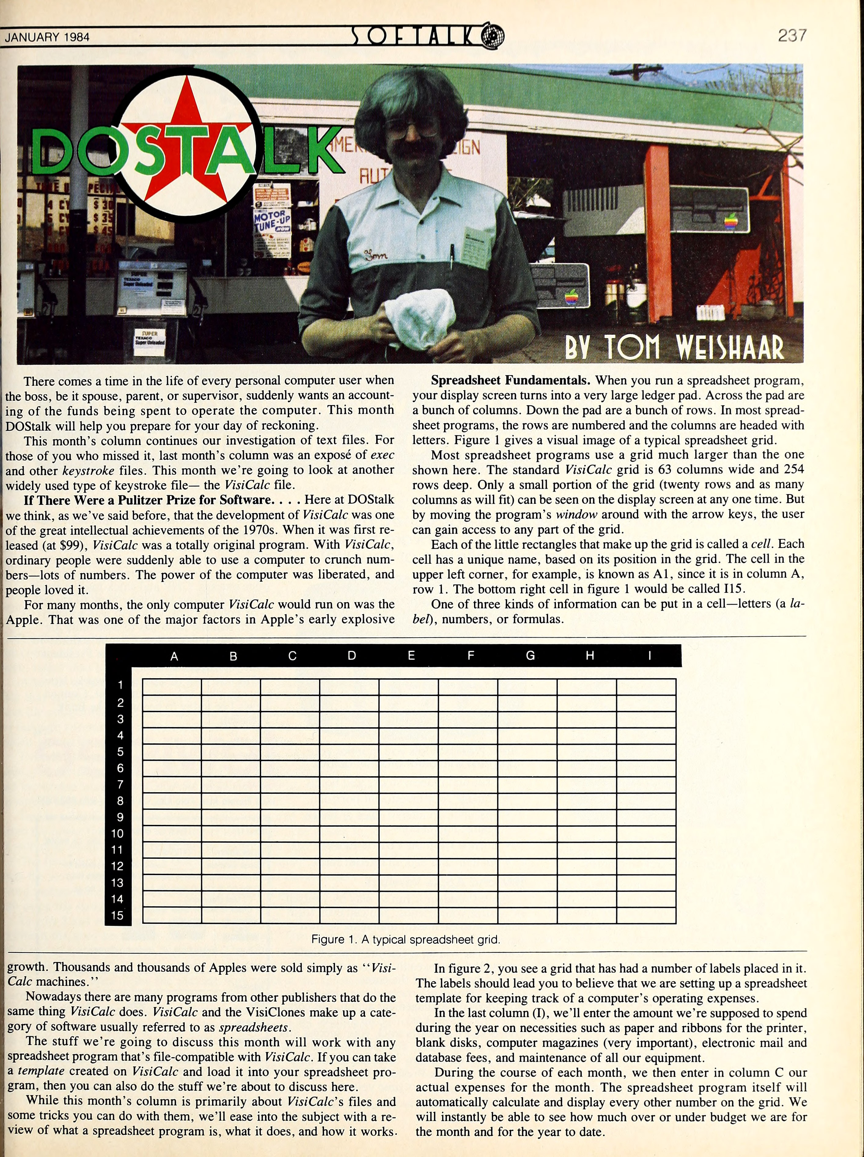 JANUARY 1984
SOFTALK
237
DOSTALK
MOTOR
TUNE-UP
Tom
SUPER
BY TOM WEISHAAR
There comes a time in the life of every personal computer user when
the boss, be it spouse, parent, or supervisor, suddenly wants an account-
ing of the funds being spent to operate the computer. This month
DOStalk will help you prepare for your day of reckoning.
This month's column continues our investigation of text files. For
those of you who missed it, last month's column was an exposé of exec
and other keystroke files. This month we're going to look at another
widely used type of keystroke file— the VisiCalc file.
If There Were a Pulitzer Prize for Software. . . . Here at DOStalk
we think, as we've said before, that the development of VisiCalc was one
of the great intellectual achievements of the 1970s. When it was first re-
leased (at $99), VisiCalc was a totally original program. With VisiCalc,
ordinary people were suddenly able to use a computer to crunch num-
bers—lots of numbers. The power of the computer was liberated, and
people loved it.
For many months, the only computer VisiCalc would run on was the
Apple. That was one of the major factors in Apple's early explosive
Spreadsheet Fundamentals. When you run a spreadsheet program,
your display screen turns into a very large ledger pad. Across the pad are
a bunch of columns. Down the pad are a bunch of rows. In most spread-
sheet programs, the rows are numbered and the columns are headed with
letters. Figure 1 gives a visual image of a typical spreadsheet grid.
Most spreadsheet programs use a grid much larger than the one
shown here. The standard VisiCalc grid is 63 columns wide and 254
rows deep. Only a small portion of the grid (twenty rows and as many
columns as will fit) can be seen on the display screen at any one time. But
by moving the program's window around with the arrow keys, the user
can gain access to any part of the grid.
Each of the little rectangles that make up the grid is called a cell. Each
cell has a unique name, based on its position in the grid. The cell in the
upper left corner, for example, is known as A1, since it is in column A,
row 1. The bottom right cell in figure 1 would be called I15.
One of three kinds of information can be put in a cell—letters (a la-
bel), numbers, or formulas.
A B C D E F G H I
1
2
3
4
5
6
7
8
9
10
11
12
13
14
15
Figure 1. A typical spreadsheet grid.
growth. Thousands and thousands of Apples were sold simply as "Visi-
Calc machines."
Nowadays there are many programs from other publishers that do the
same thing VisiCalc does. VisiCalc and the VisiClones make up a cate-
gory of software usually referred to as spreadsheets.
The stuff we're going to discuss this month will work with any
spreadsheet program that's file-compatible with VisiCalc. If you can take
a template created on VisiCalc and load it into your spreadsheet pro-
gram, then you can also do the stuff we're about to discuss here.
While this month's column is primarily about VisiCalc's files and
some tricks you can do with them, we'll ease into the subject with a re-
view of what a spreadsheet program is, what it does, and how it works.
In figure 2, you see a grid that has had a number of labels placed in it.
The labels should lead you to believe that we are setting up a spreadsheet
template for keeping track of a computer's operating expenses.
In the last column (I), we'll enter the amount we're supposed to spend
during the year on necessities such as paper and ribbons for the printer,
blank disks, computer magazines (very important), electronic mail and
database fees, and maintenance of all our equipment.
During the course of each month, we then enter in column C our
actual expenses for the month. The spreadsheet program itself will
automatically calculate and display every other number on the grid. We
will instantly be able to see how much over or under budget we are for
the month and for the year to date.